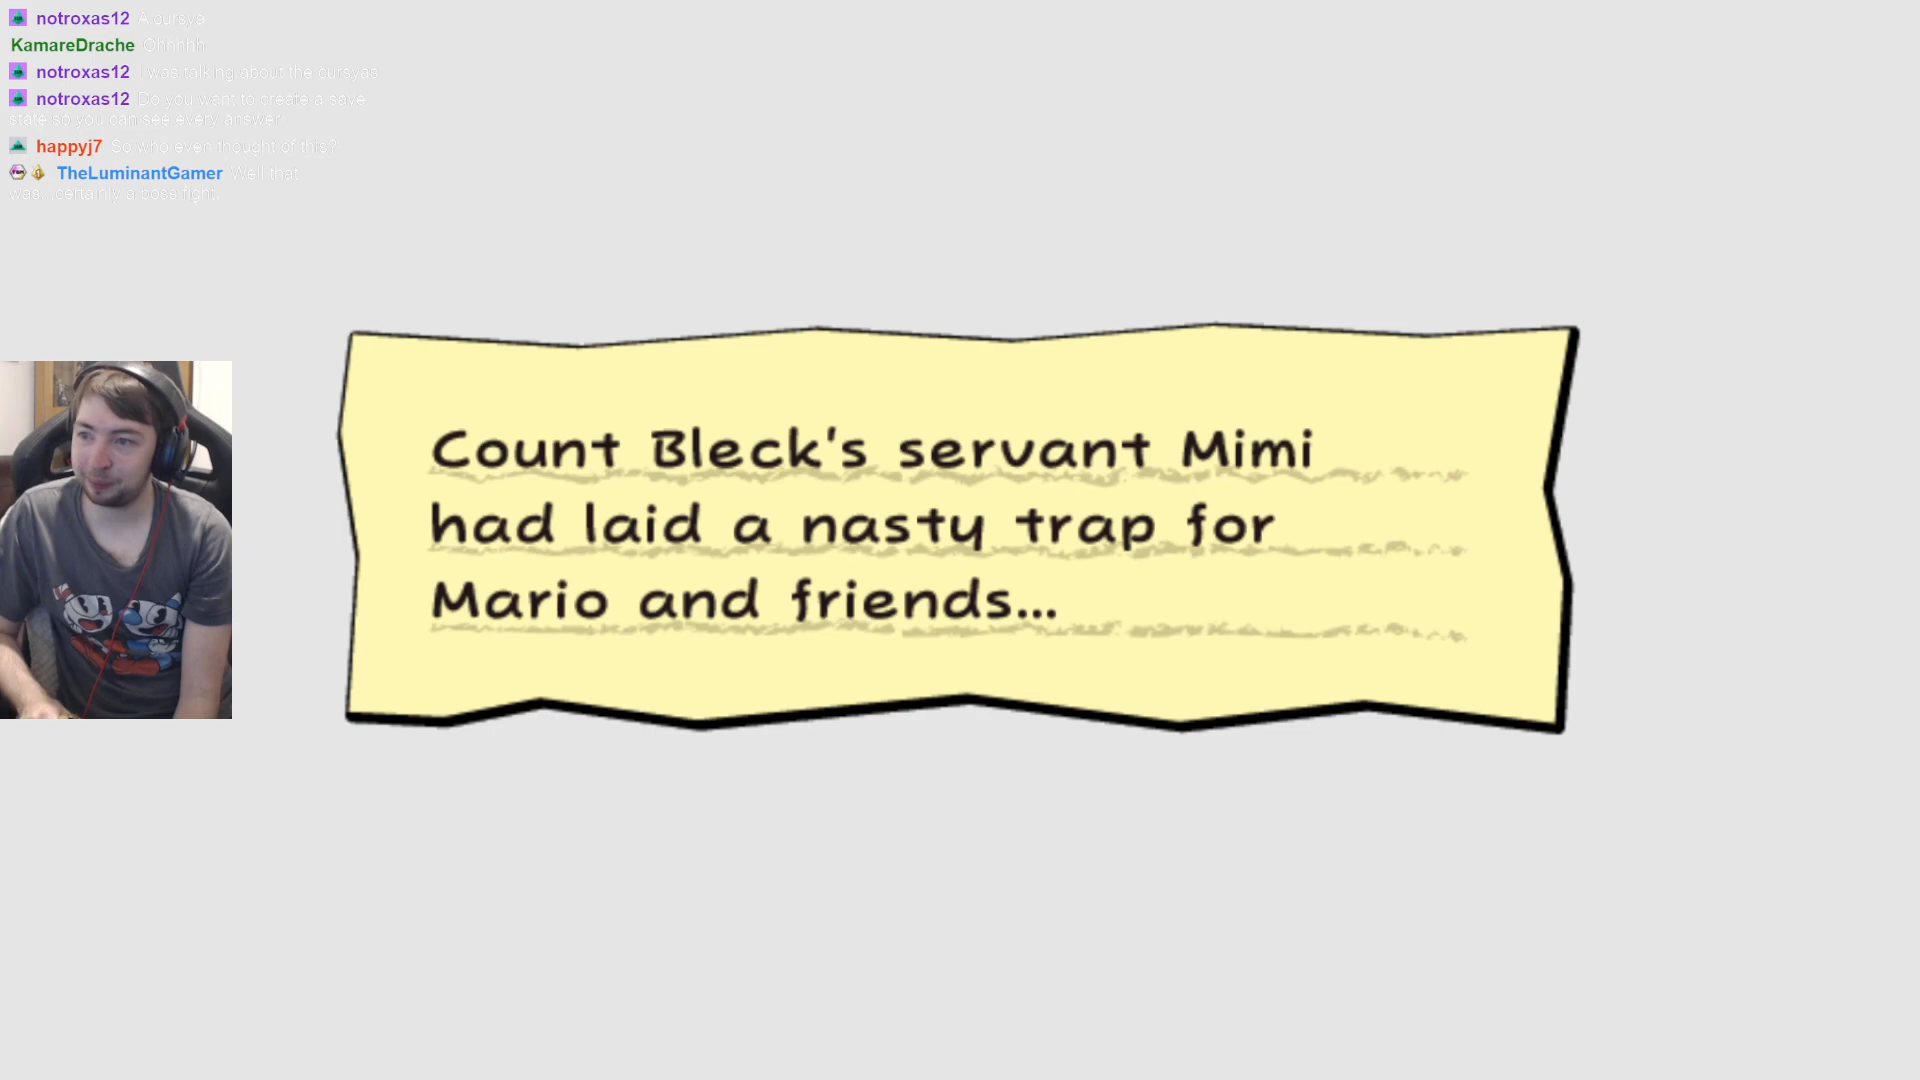 notroxas12 A cursya
KamareDrache Ohhhhh
notroxas12 I was talking about the cursyas
notroxas12 Do you want to create a save
state so you can see every answer
happyj7 So who even thought of this?
TheLuminantGamer Well that
was...certainly a boss fight.
Count Bleck's servant Mimi
had laid a nasty trap for
Mario and friends...